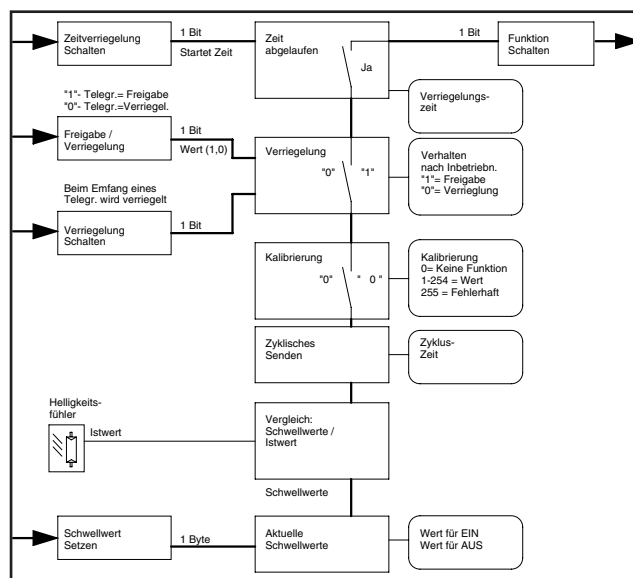 Zeitverriegelung
Schalten
1 Bit
Startet Zeit
Zeit
abgelaufen
Ja
1 Bit
Funktion
Schalten
Verriegelungs-
zeit
"1"- Telegr.= Freigabe
"0"- Telegr.=Verriegel.
Freigabe /
Verriegelung
1 Bit
Wert (1,0)
Verriegelung
"0"
"1"
Verhalten
nach Inbetriebn.
"1"= Freigabe
"0"= Verrieglung
Beim Emfang eines
Telegr. wird verriegelt
Verriegelung
Schalten
1 Bit
Kalibrierung
"0"
" 0 "
Kalibrierung
0= Keine Funktion
1-254 = Wert
255 = Fehlerhaft
Zyklisches
Senden
Zyklus-
Zeit
Helligkeits-
fühler
Istwert
Vergleich:
Schwellwerte /
Istwert
Schwellwerte
Schwellwert
Setzen
1 Byte
Aktuelle
Schwellwerte
Wert für EIN
Wert für AUS